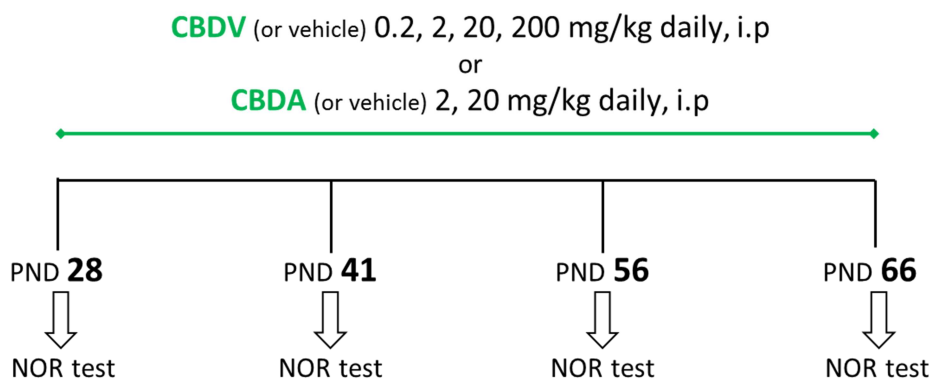 CBDV (or vehicle) 0.2, 2, 20, 200 mg/kg daily, i.p
or
CBDA (or vehicle) 2, 20 mg/kg daily, i.p
PND 28 PND 41 PND 56 PND 66
NOR test NOR test NOR test NOR test